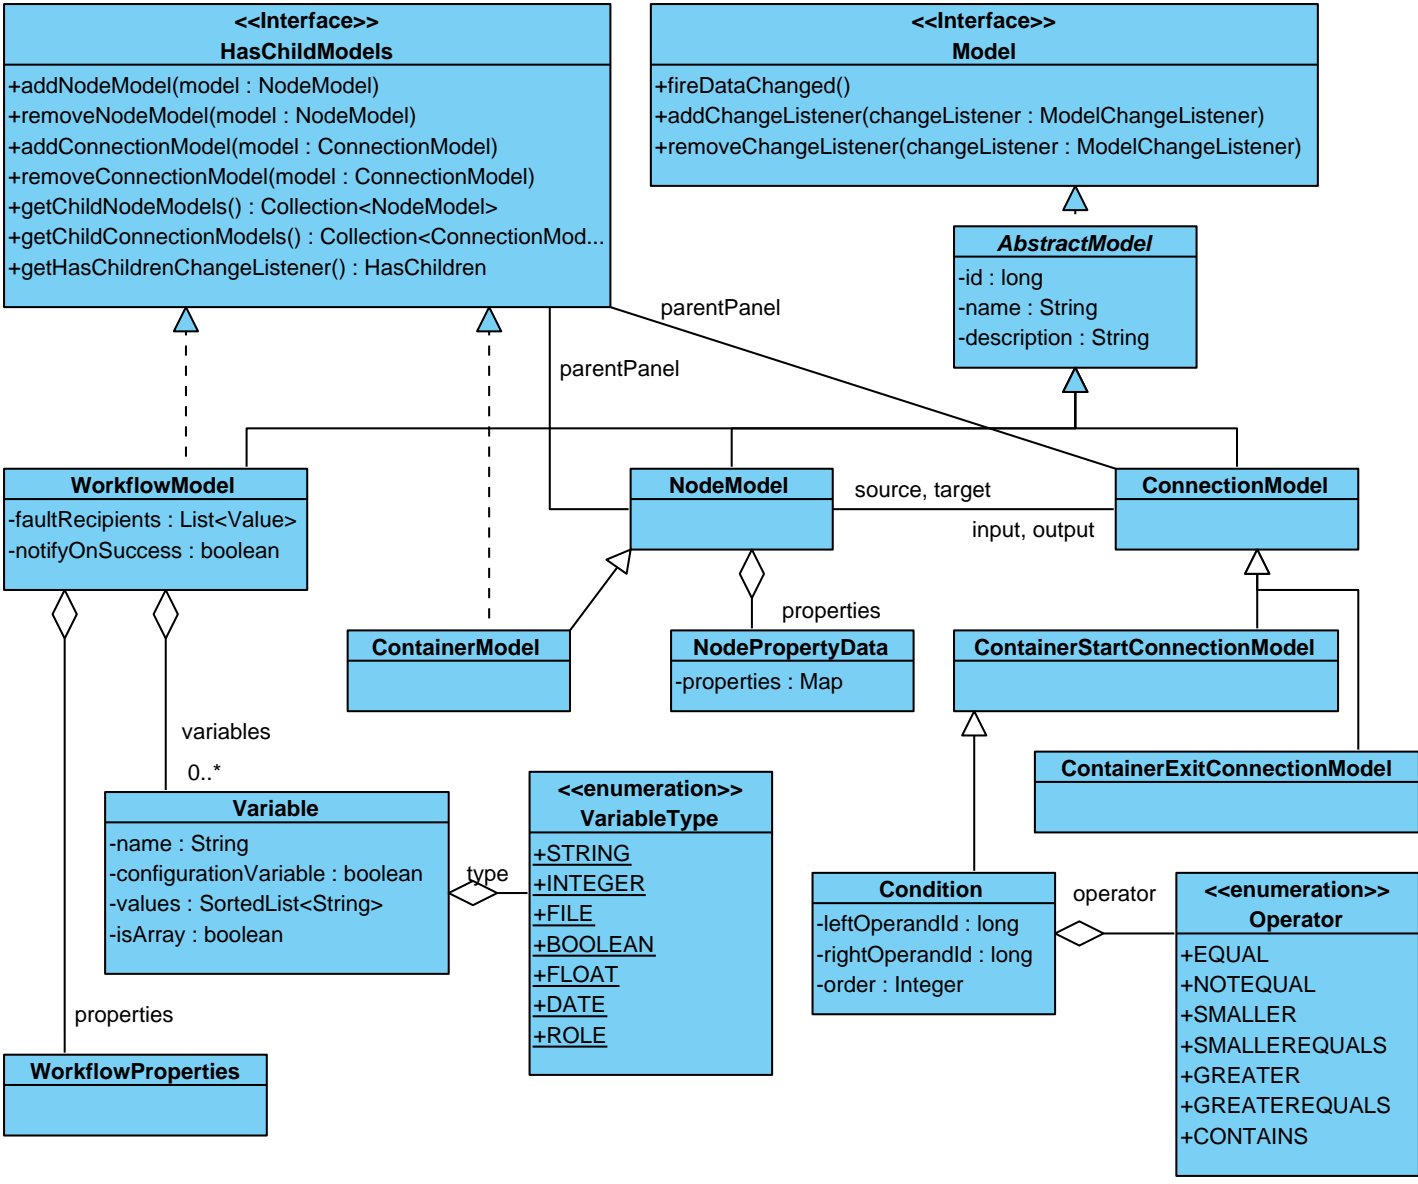 <<Interface>>
HasChildModels
+addNodeModel(model : NodeModel)
+removeNodeModel(model : NodeModel)
+addConnectionModel(model : ConnectionModel)
+removeConnectionModel(model : ConnectionModel)
+getChildNodeModels() : Collection<NodeModel>
+getChildConnectionModels() : Collection<ConnectionMod...
+getHasChildrenChangeListener() : HasChildren
<<Interface>>
Model
+fireDataChanged()
+addChangeListener(changeListener : ModelChangeListener)
+removeChangeListener(changeListener : ModelChangeListener)
AbstractModel
-id : long
-name : String
-description : String
parentPanel
parentPanel
WorkflowModel
-faultRecipients : List<Value>
-notifyOnSuccess : boolean
NodeModel
source, target
input, output
ConnectionModel
ContainerModel
properties
NodePropertyData
-properties : Map
ContainerStartConnectionModel
ContainerExitConnectionModel
variables
0..*
Variable
-name : String
-configurationVariable : boolean
-values : SortedList<String>
-isArray : boolean
type
<<enumeration>>
VariableType
+STRING
+INTEGER
+FILE
+BOOLEAN
+FLOAT
+DATE
+ROLE
Condition
-leftOperandId : long
-rightOperandId : long
-order : Integer
operator
<<enumeration>>
Operator
+EQUAL
+NOTEQUAL
+SMALLER
+SMALLEREQUALS
+GREATER
+GREATEREQUALS
+CONTAINS
properties
WorkflowProperties